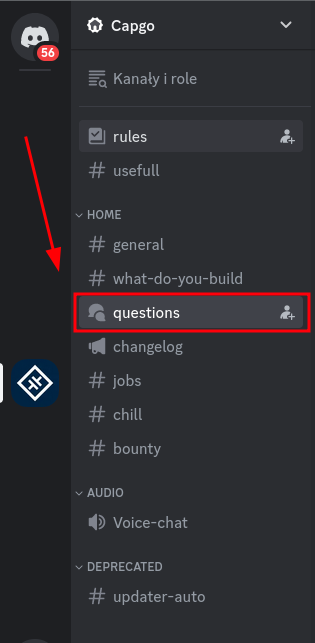 56
Capgo
Kanały i role
rules
usefull
HOME
general
what-do-you-build
questions
changelog
jobs
chill
bounty
AUDIO
Voice-chat
DEPRECATED
updater-auto